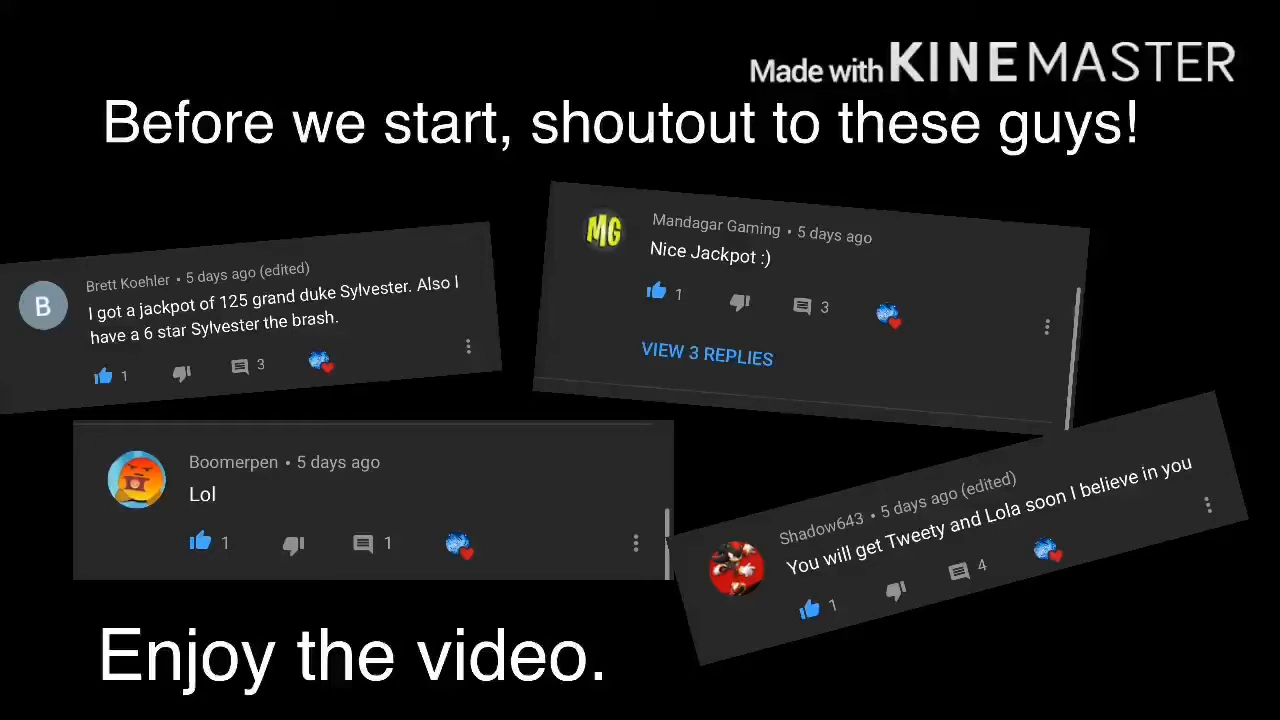 Made with KINEMASTER
Before we start, shoutout to these guys!
B
Brett Koehler • 5 days ago (edited)
I got a jackpot of 125 grand duke Sylvester. Also I
have a 6 star Sylvester the brash.
1 3
MG
Mandagar Gaming • 5 days ago
Nice Jackpot :)
1 3
VIEW 3 REPLIES
Boomerpen • 5 days ago
Lol
1 1
Shadow643 • 5 days ago (edited)
You will get Tweety and Lola soon I believe in you
1 4
Enjoy the video.